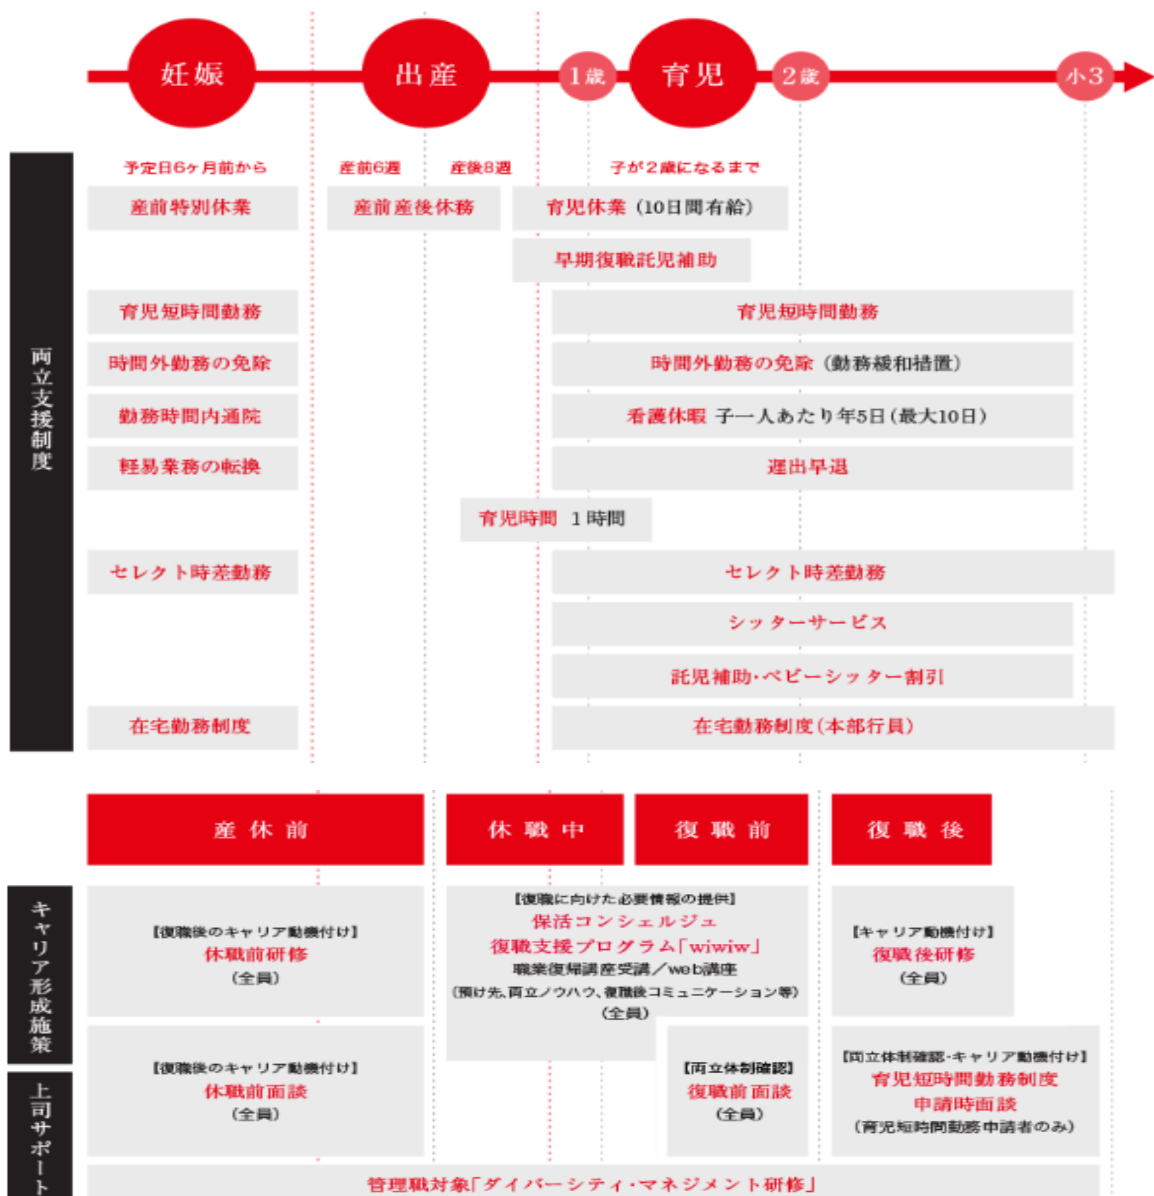 妊娠
出産
1歳
育児
2歳
小3
両立支援制度
予定日6ヶ月前から
産前6週
産後8週
子が2歳になるまで
産前特別休業
産前産後休務
育児休業（10日間有給）
早期復職託児補助
育児短時間勤務
育児短時間勤務
時間外勤務の免除
時間外勤務の免除（勤務緩和措置）
勤務時間内通院
看護休暇 子一人あたり年5日（最大10日）
軽易業務の転換
遅出早退
育児時間 1時間
セレクト時差勤務
セレクト時差勤務
シッターサービス
託児補助・ベビーシッター割引
在宅勤務制度
在宅勤務制度（本部行員）
産休前
休職中
復職前
復職後
キャリア形成施策
【復職後のキャリア動機付け】
休職前研修
（全員）
【復職に向けた必要情報の提供】
保活コンシェルジュ
復職支援プログラム「wiwiw」
職業復帰講座受講／web講座
（預け先、両立ノウハウ、復職後コミュニケーション等）
（全員）
【キャリア動機付け】
復職後研修
（全員）
上司サポート
【復職後のキャリア動機付け】
休職前面談
（全員）
【両立体制確認】
復職前面談
（全員）
【両立体制確認・キャリア動機付け】
育児短時間勤務制度
申請時面談
（育児短時間勤務申請者のみ）
管理職対象「ダイバーシティ・マネジメント研修」